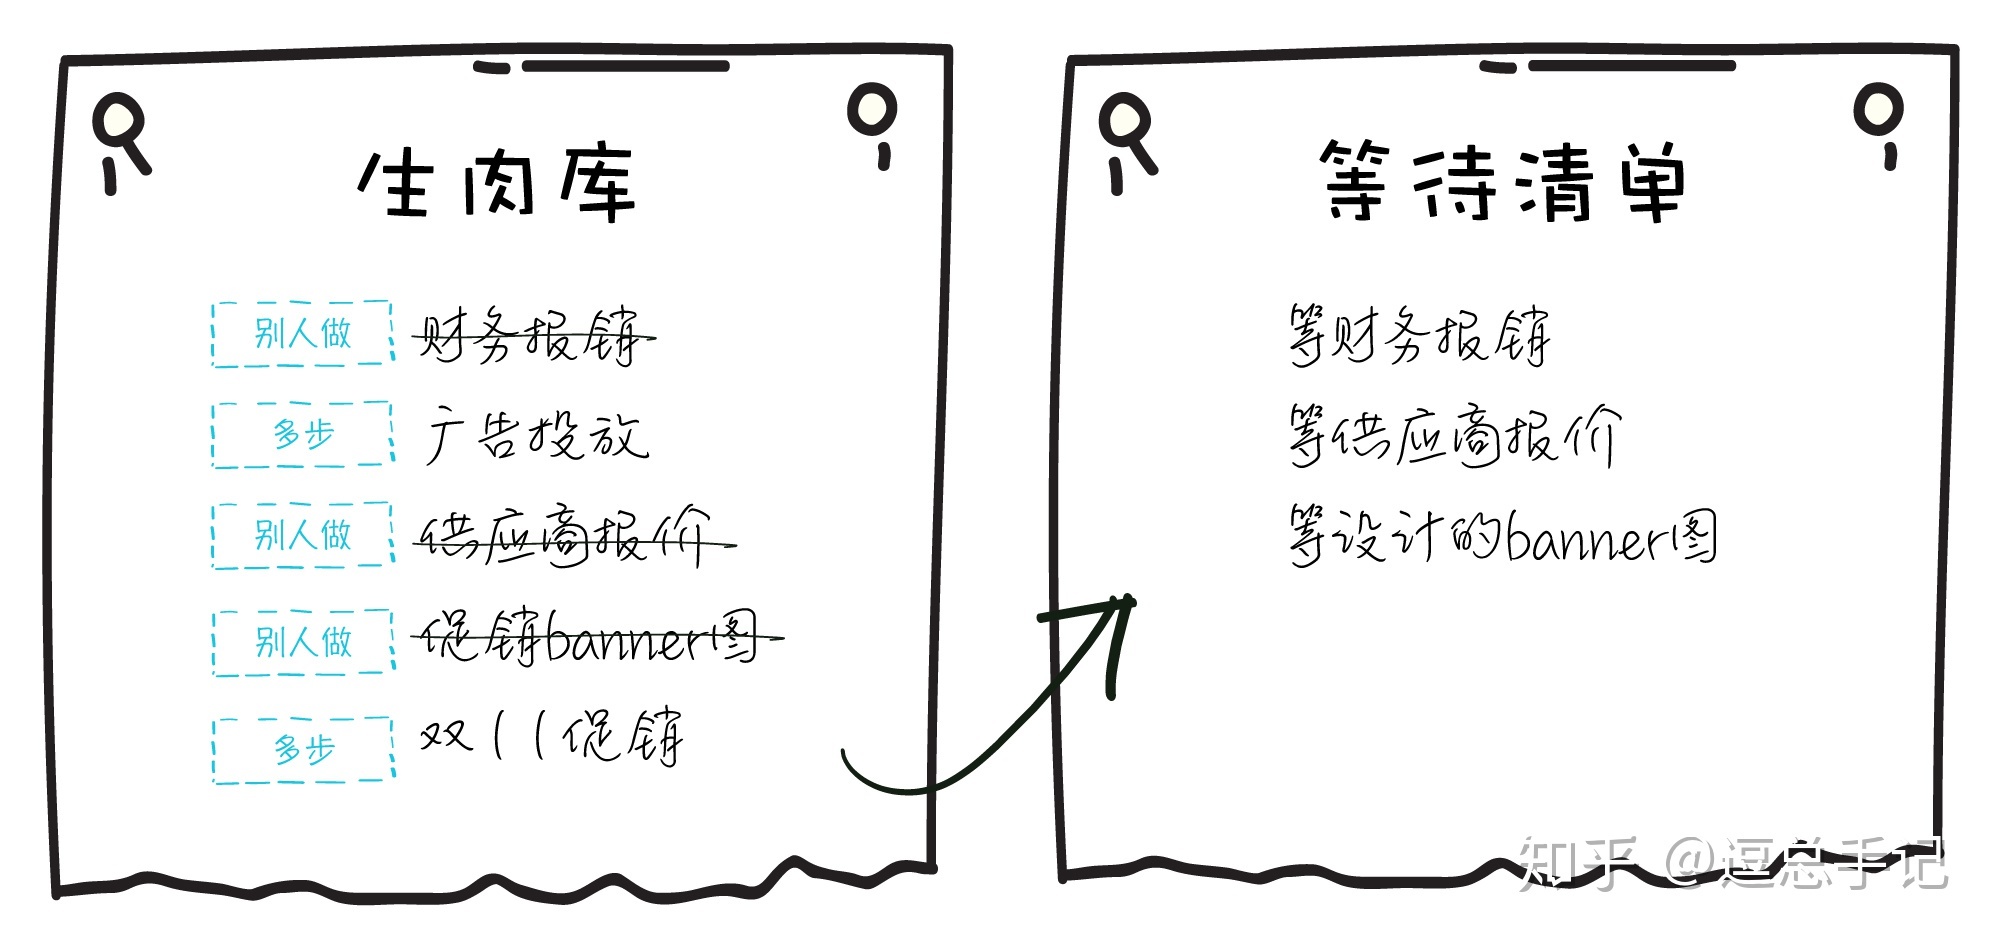 生肉库
别人做 财务报销
多步 广告投放
别人做 供应商报价
别人做 促销banner图
多步 双11促销
等待清单
等财务报销
等供应商报价
等设计的banner图
知乎 @逗总手记